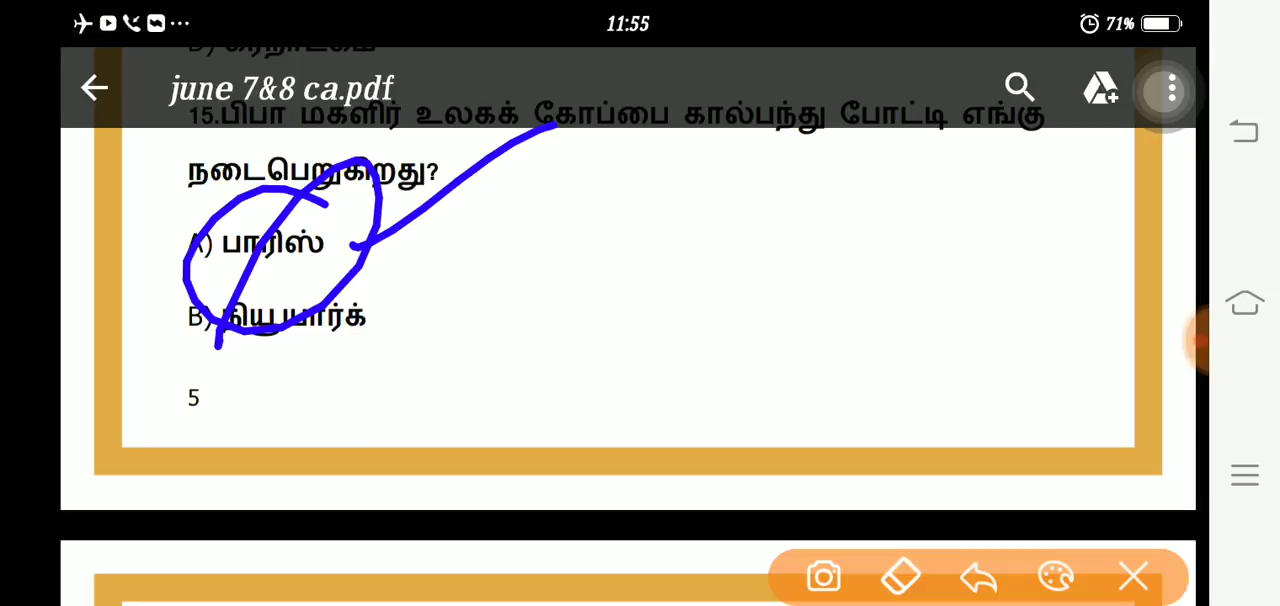 11:55
71%
june 7&8 ca.pdf
15.பிபா மகளிர் உலகக் கோப்பை கால்பந்து போட்டி எங்கு
நடைபெறுகிறது?
A) பாரிஸ்
B) நியுயார்க்
5